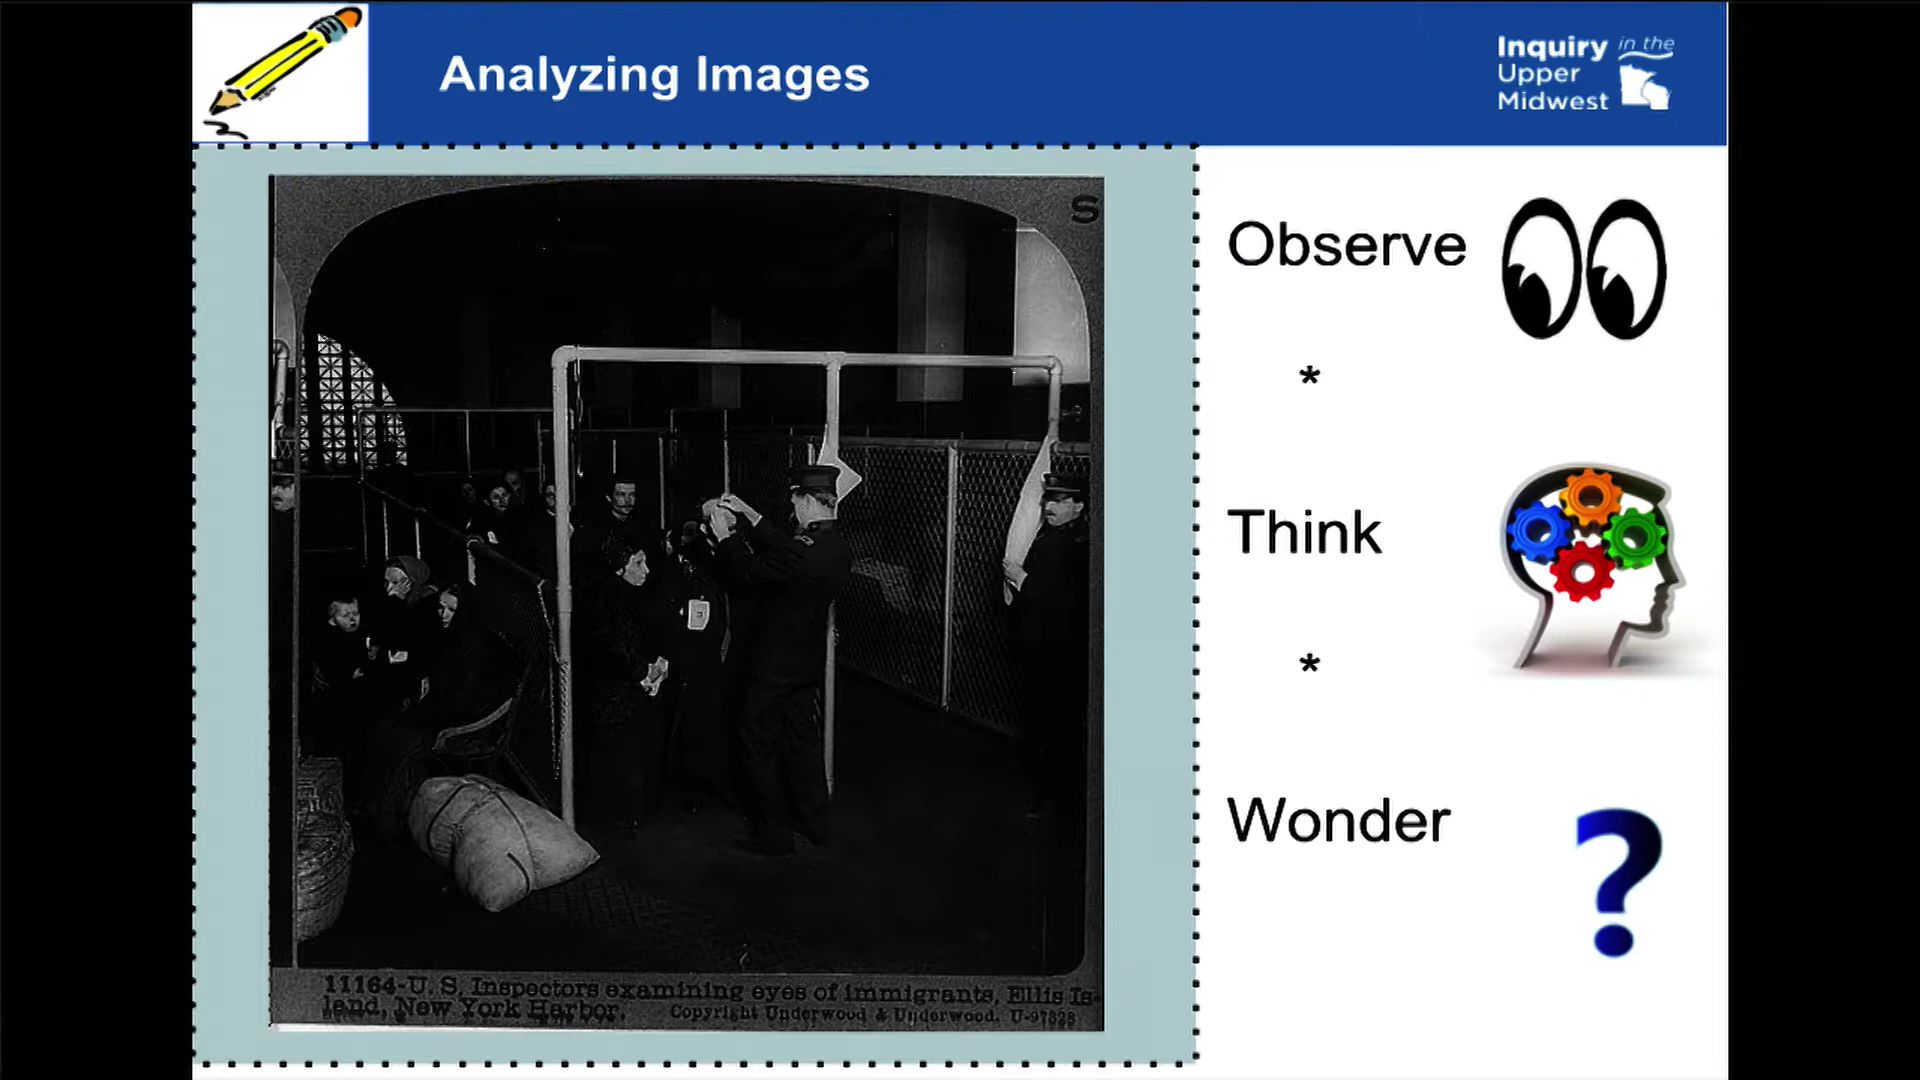 Analyzing Images
Inquiry in the
Upper
Midwest
S
Observe
*
Think
*
Wonder
?
11164-U. S. Inspectors examining eyes of immigrants, Ellis Is-
land, New York Harbor. Copyright Underwood & Underwood. U-97328